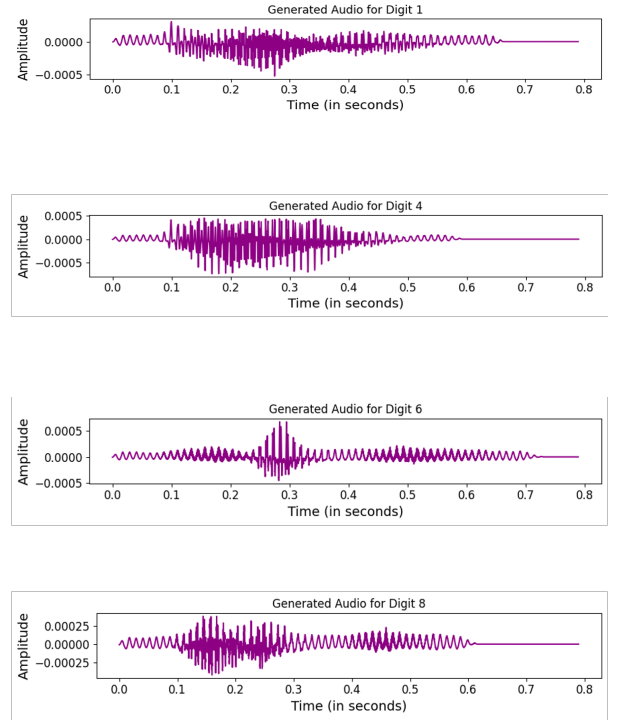 Generated Audio for Digit 1
Amplitude
0.0000
−0.0005
0.0 0.1 0.2 0.3 0.4 0.5 0.6 0.7 0.8
Time (in seconds)
Generated Audio for Digit 4
Amplitude
0.0005
0.0000
−0.0005
0.0 0.1 0.2 0.3 0.4 0.5 0.6 0.7 0.8
Time (in seconds)
Generated Audio for Digit 6
Amplitude
0.0005
0.0000
−0.0005
0.0 0.1 0.2 0.3 0.4 0.5 0.6 0.7 0.8
Time (in seconds)
Generated Audio for Digit 8
Amplitude
0.00025
0.00000
−0.00025
0.0 0.1 0.2 0.3 0.4 0.5 0.6 0.7 0.8
Time (in seconds)